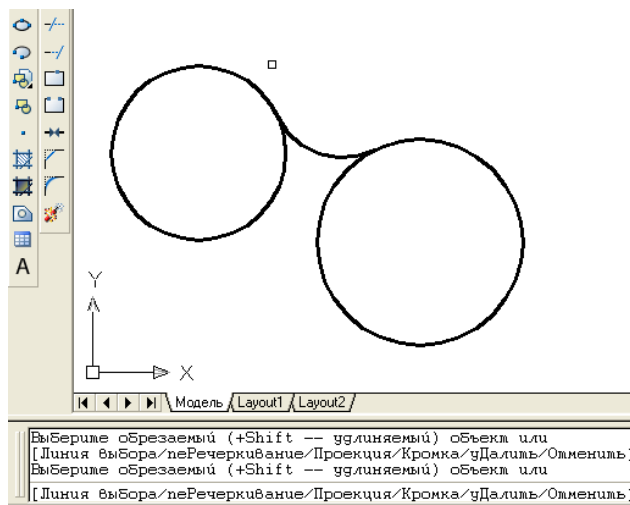 A
Y
X
Модель Layout1 Layout2
Выберите обрезаемый (+Shift -- удлиняемый) объект или
[Линия выбора/пеРечеркивание/Проекция/Кромка/уДалить/Отменить]
Выберите обрезаемый (+Shift -- удлиняемый) объект или
[Линия выбора/пеРечеркивание/Проекция/Кромка/уДалить/Отменить]